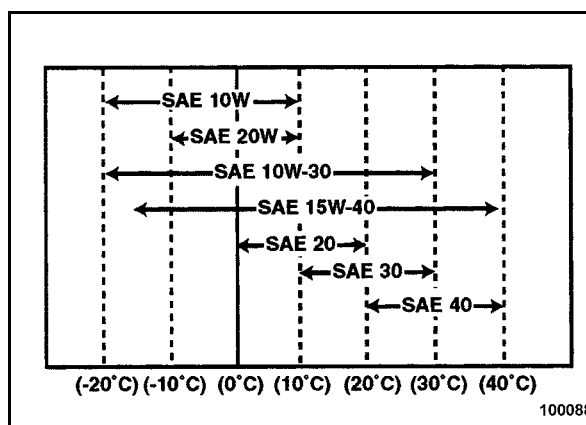 SAE 10W
SAE 20W
SAE 10W-30
SAE 15W-40
SAE 20
SAE 30
SAE 40
(-20°C) (-10°C) (0°C) (10°C) (20°C) (30°C) (40°C)
100088